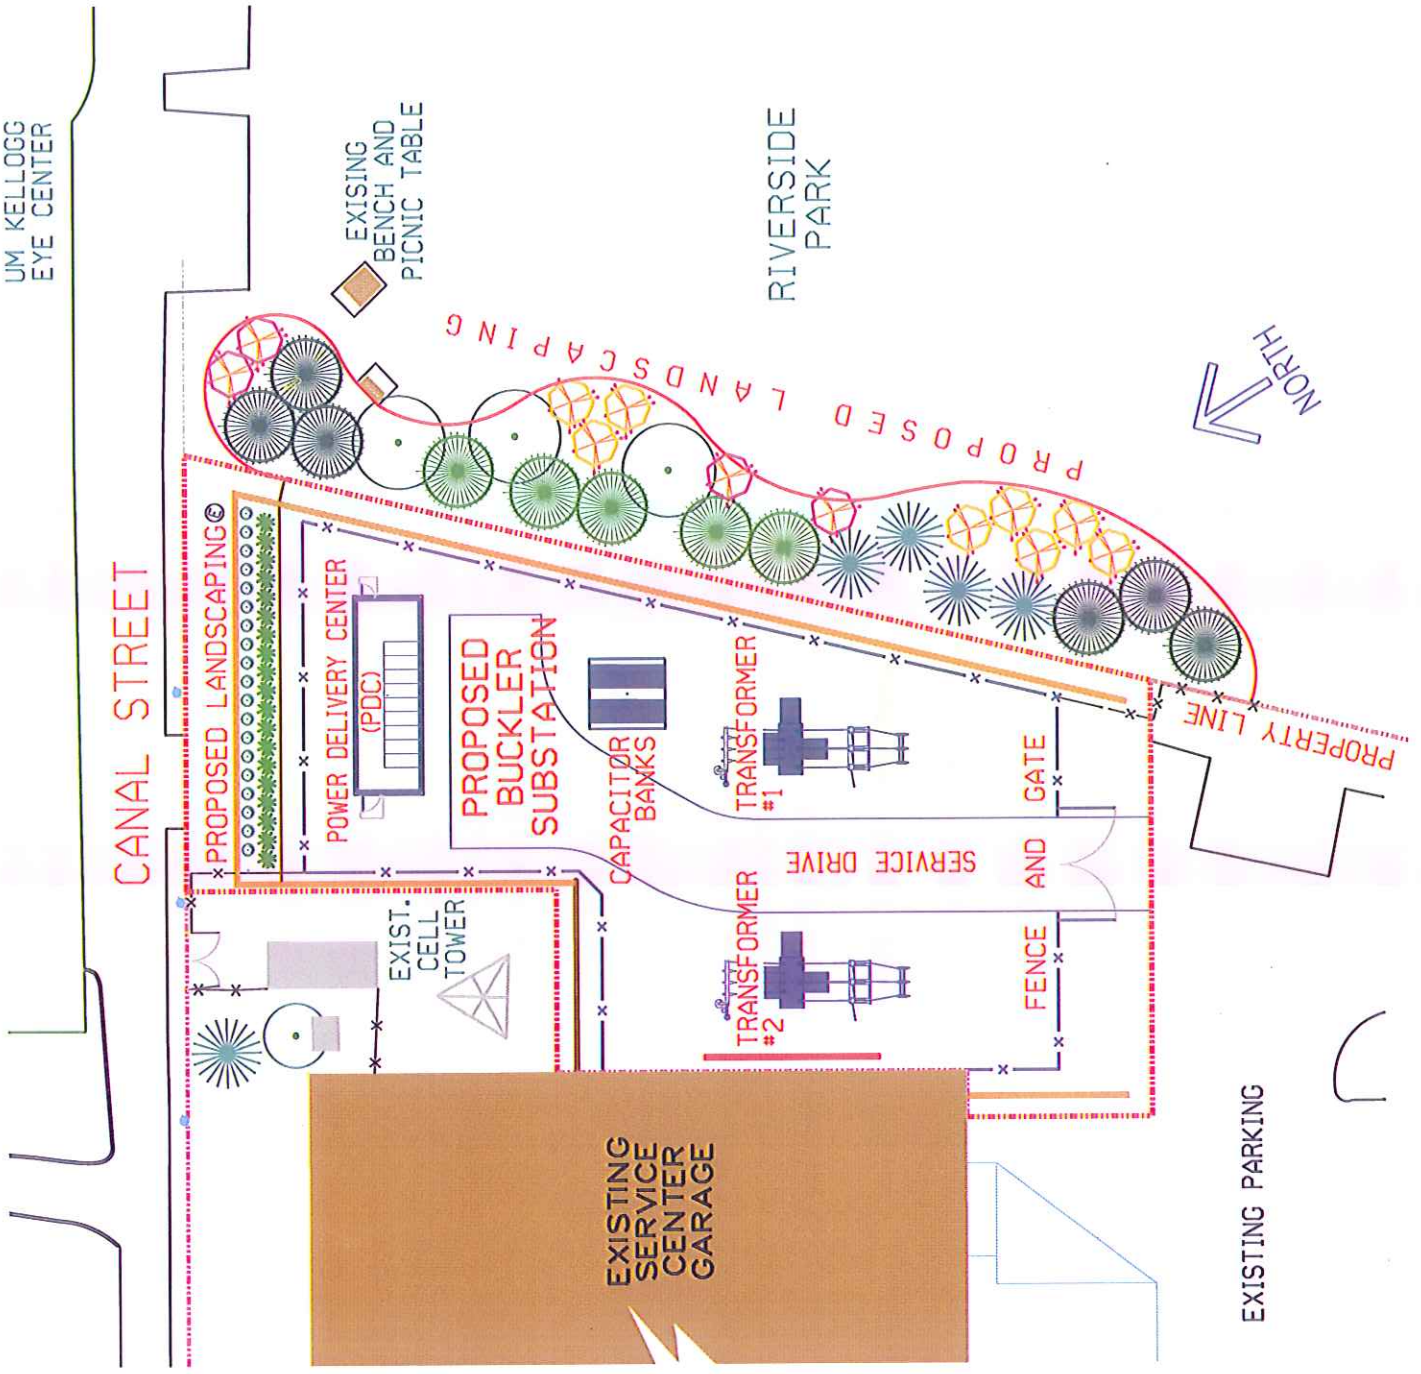 UM KELLOGG
EYE CENTER
CANAL STREET
EXISING
BENCH AND
PICNIC TABLE
RIVERSIDE
PARK
NORTH
PROPOSED LANDSCAPING
PROPOSED LANDSCAPING
POWER DELIVERY CENTER
(PDC)
PROPOSED
BUCKLER
SUBSTATION
CAPACITOR
BANKS
TRANSFORMER
#1
SERVICE DRIVE
TRANSFORMER
#2
FENCE AND GATE
PROPERTY LINE
EXIST.
CELL
TOWER
EXISTING
SERVICE
CENTER
GARAGE
EXISTING PARKING